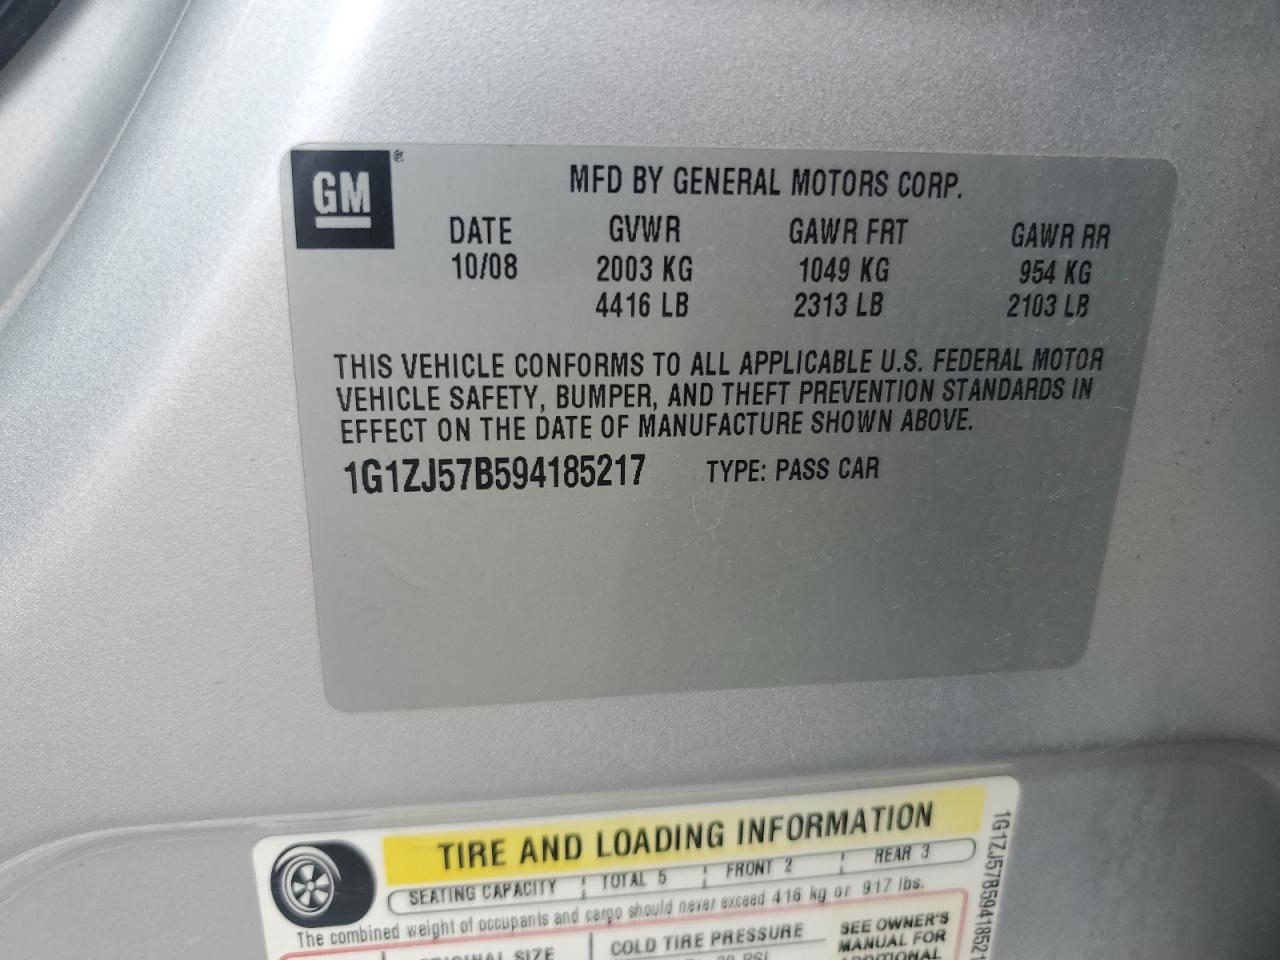 GM
MFD BY GENERAL MOTORS CORP.
DATE GVWR GAWR FRT GAWR RR
10/08 2003 KG 1049 KG 954 KG
4416 LB 2313 LB 2103 LB
THIS VEHICLE CONFORMS TO ALL APPLICABLE U.S. FEDERAL MOTOR
VEHICLE SAFETY, BUMPER, AND THEFT PREVENTION STANDARDS IN
EFFECT ON THE DATE OF MANUFACTURE SHOWN ABOVE.
1G1ZJ57B594185217 TYPE: PASS CAR
TIRE AND LOADING INFORMATION
SEATING CAPACITY TOTAL 5 FRONT 2 REAR 3
The combined weight of occupants and cargo should never exceed 416 kg or 917 lbs.
SIZE COLD TIRE PRESSURE
SEE OWNER'S
MANUAL FOR
ADDITIONAL
PSI
1G1ZJ57B59418521